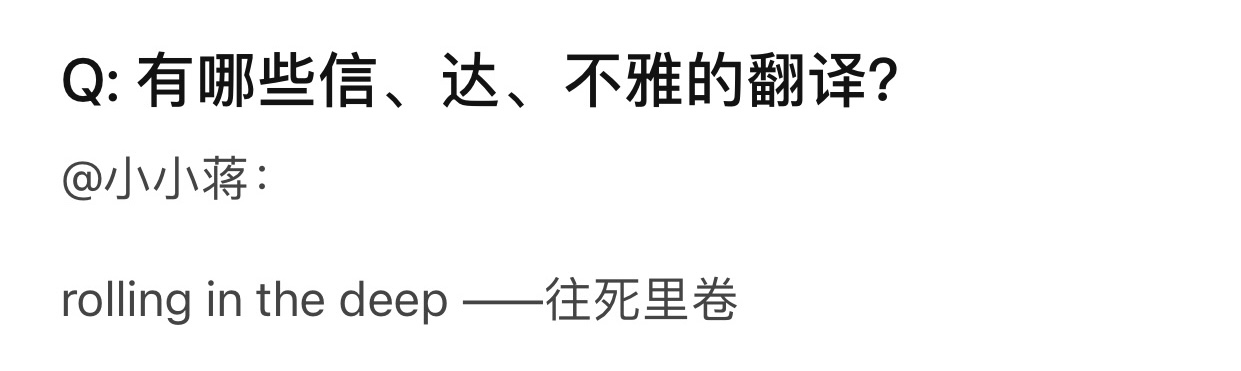 Q: 有哪些信、达、不雅的翻译?
@小小蒋：
rolling in the deep ——往死里卷